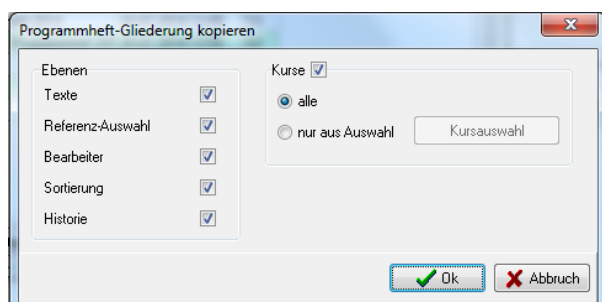 Programmheft-Gliederung kopieren
Ebenen
Texte
Referenz-Auswahl
Bearbeiter
Sortierung
Historie
Kurse
alle
nur aus Auswahl
Kursauswahl
Ok
Abbruch